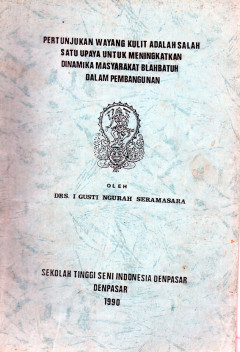 PERTUNJUKAN WAYANG KULIT ADALAH SALAH
SATU UPAYA UNTUK MENINGKATKAN
DINAMIKA MASYARAKAT BLAHBATUH
DALAM PEMBANGUNAN
OLEH
DRS. I GUSTI NGURAH SERAMASARA
SEKOLAH TINGGI SENI INDONESIA DENPASAR
DENPASAR
1990